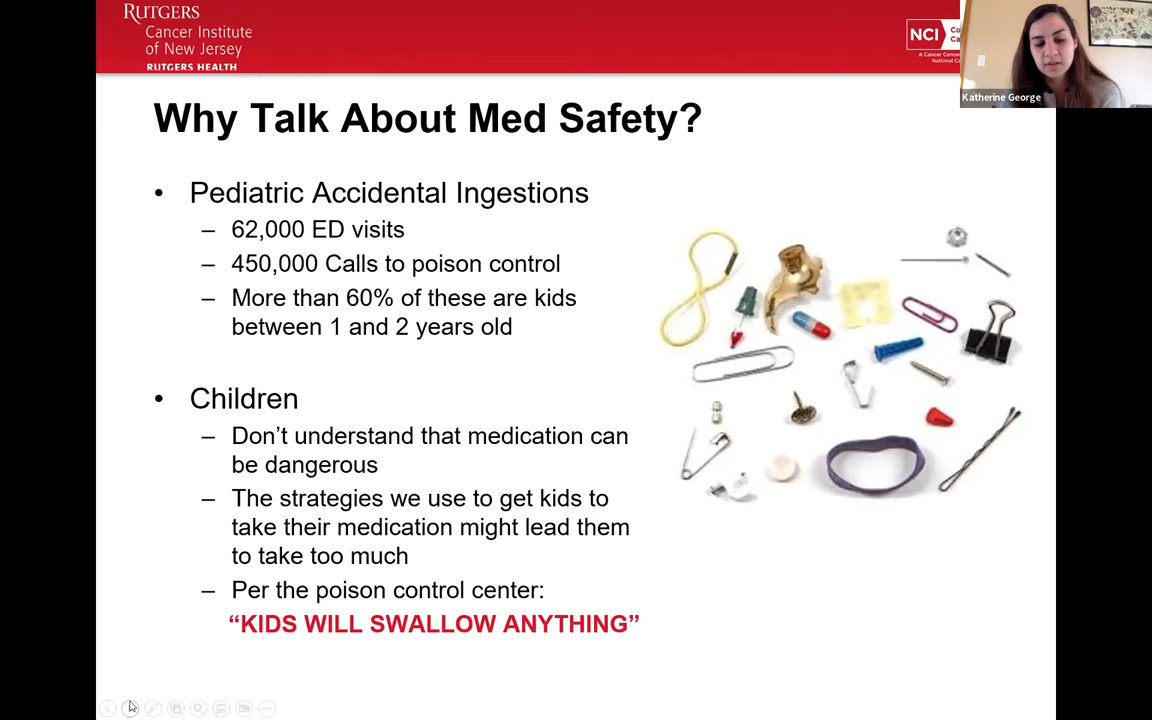 RUTGERS
Cancer Institute
of New Jersey
RUTGERS HEALTH
NCI
A Cancer Center
Katherine George
Why Talk About Med Safety?
• Pediatric Accidental Ingestions
– 62,000 ED visits
– 450,000 Calls to poison control
– More than 60% of these are kids
between 1 and 2 years old
• Children
– Don’t understand that medication can
be dangerous
– The strategies we use to get kids to
take their medication might lead them
to take too much
– Per the poison control center:
“KIDS WILL SWALLOW ANYTHING”